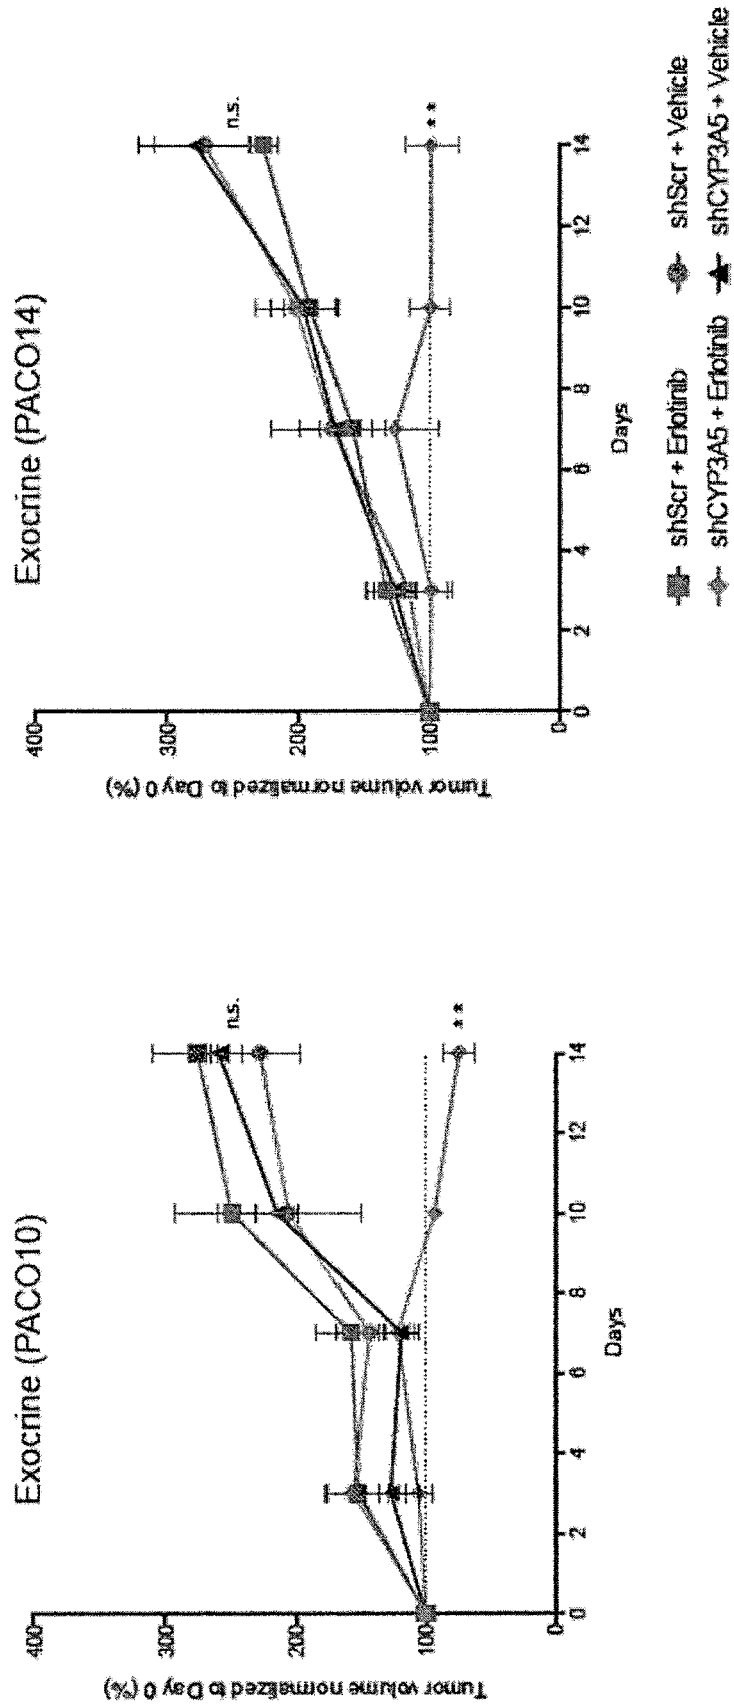 Exocrine (PACO10)
Tumor volume normalized to Day 0 (%)
400
300
200
100
0
0 2 4 6 8 10 12 14
Days
n.s.
**
Exocrine (PACO14)
Tumor volume normalized to Day 0 (%)
400
300
200
100
0
0 2 4 6 8 10 12 14
Days
n.s.
**
shScr + Erlotinib shScr + Vehicle
shCYP3A5 + Erlotinib shCYP3A5 + Vehicle